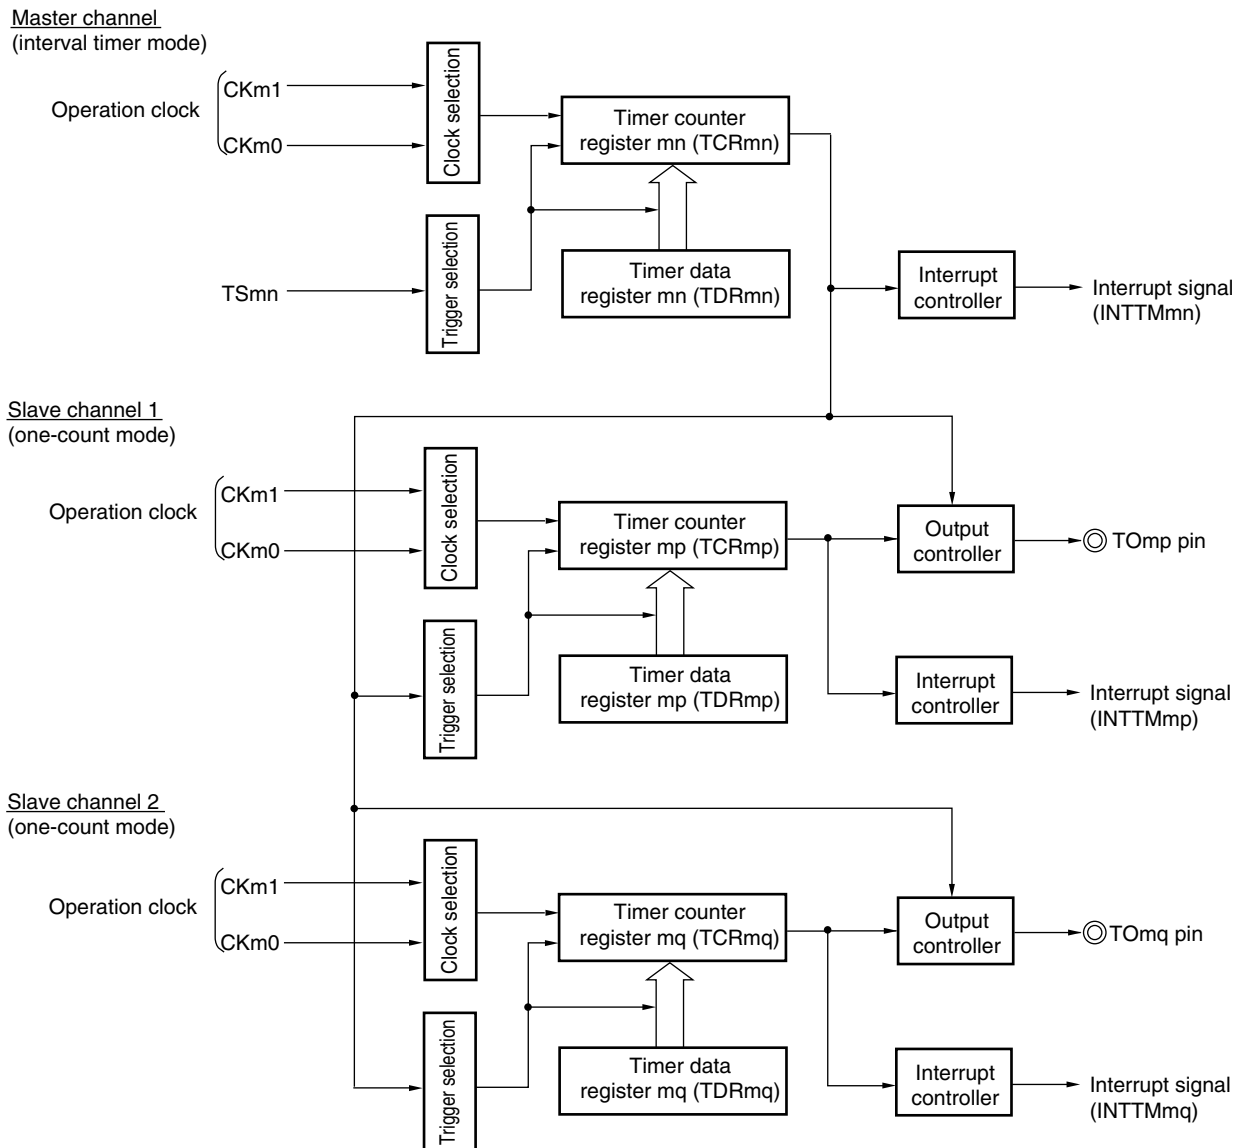 Master channel
(interval timer mode)
Operation clock
CKm1
CKm0
Clock selection
Timer counter
register mn (TCRmn)
TSmn
Trigger selection
Timer data
register mn (TDRmn)
Interrupt
controller
Interrupt signal
(INTTMmn)
Slave channel 1
(one-count mode)
Operation clock
CKm1
CKm0
Clock selection
Timer counter
register mp (TCRmp)
Output
controller
TOmp pin
Trigger selection
Timer data
register mp (TDRmp)
Interrupt
controller
Interrupt signal
(INTTMmp)
Slave channel 2
(one-count mode)
Operation clock
CKm1
CKm0
Clock selection
Timer counter
register mq (TCRmq)
Output
controller
TOmq pin
Trigger selection
Timer data
register mq (TDRmq)
Interrupt
controller
Interrupt signal
(INTTMmq)